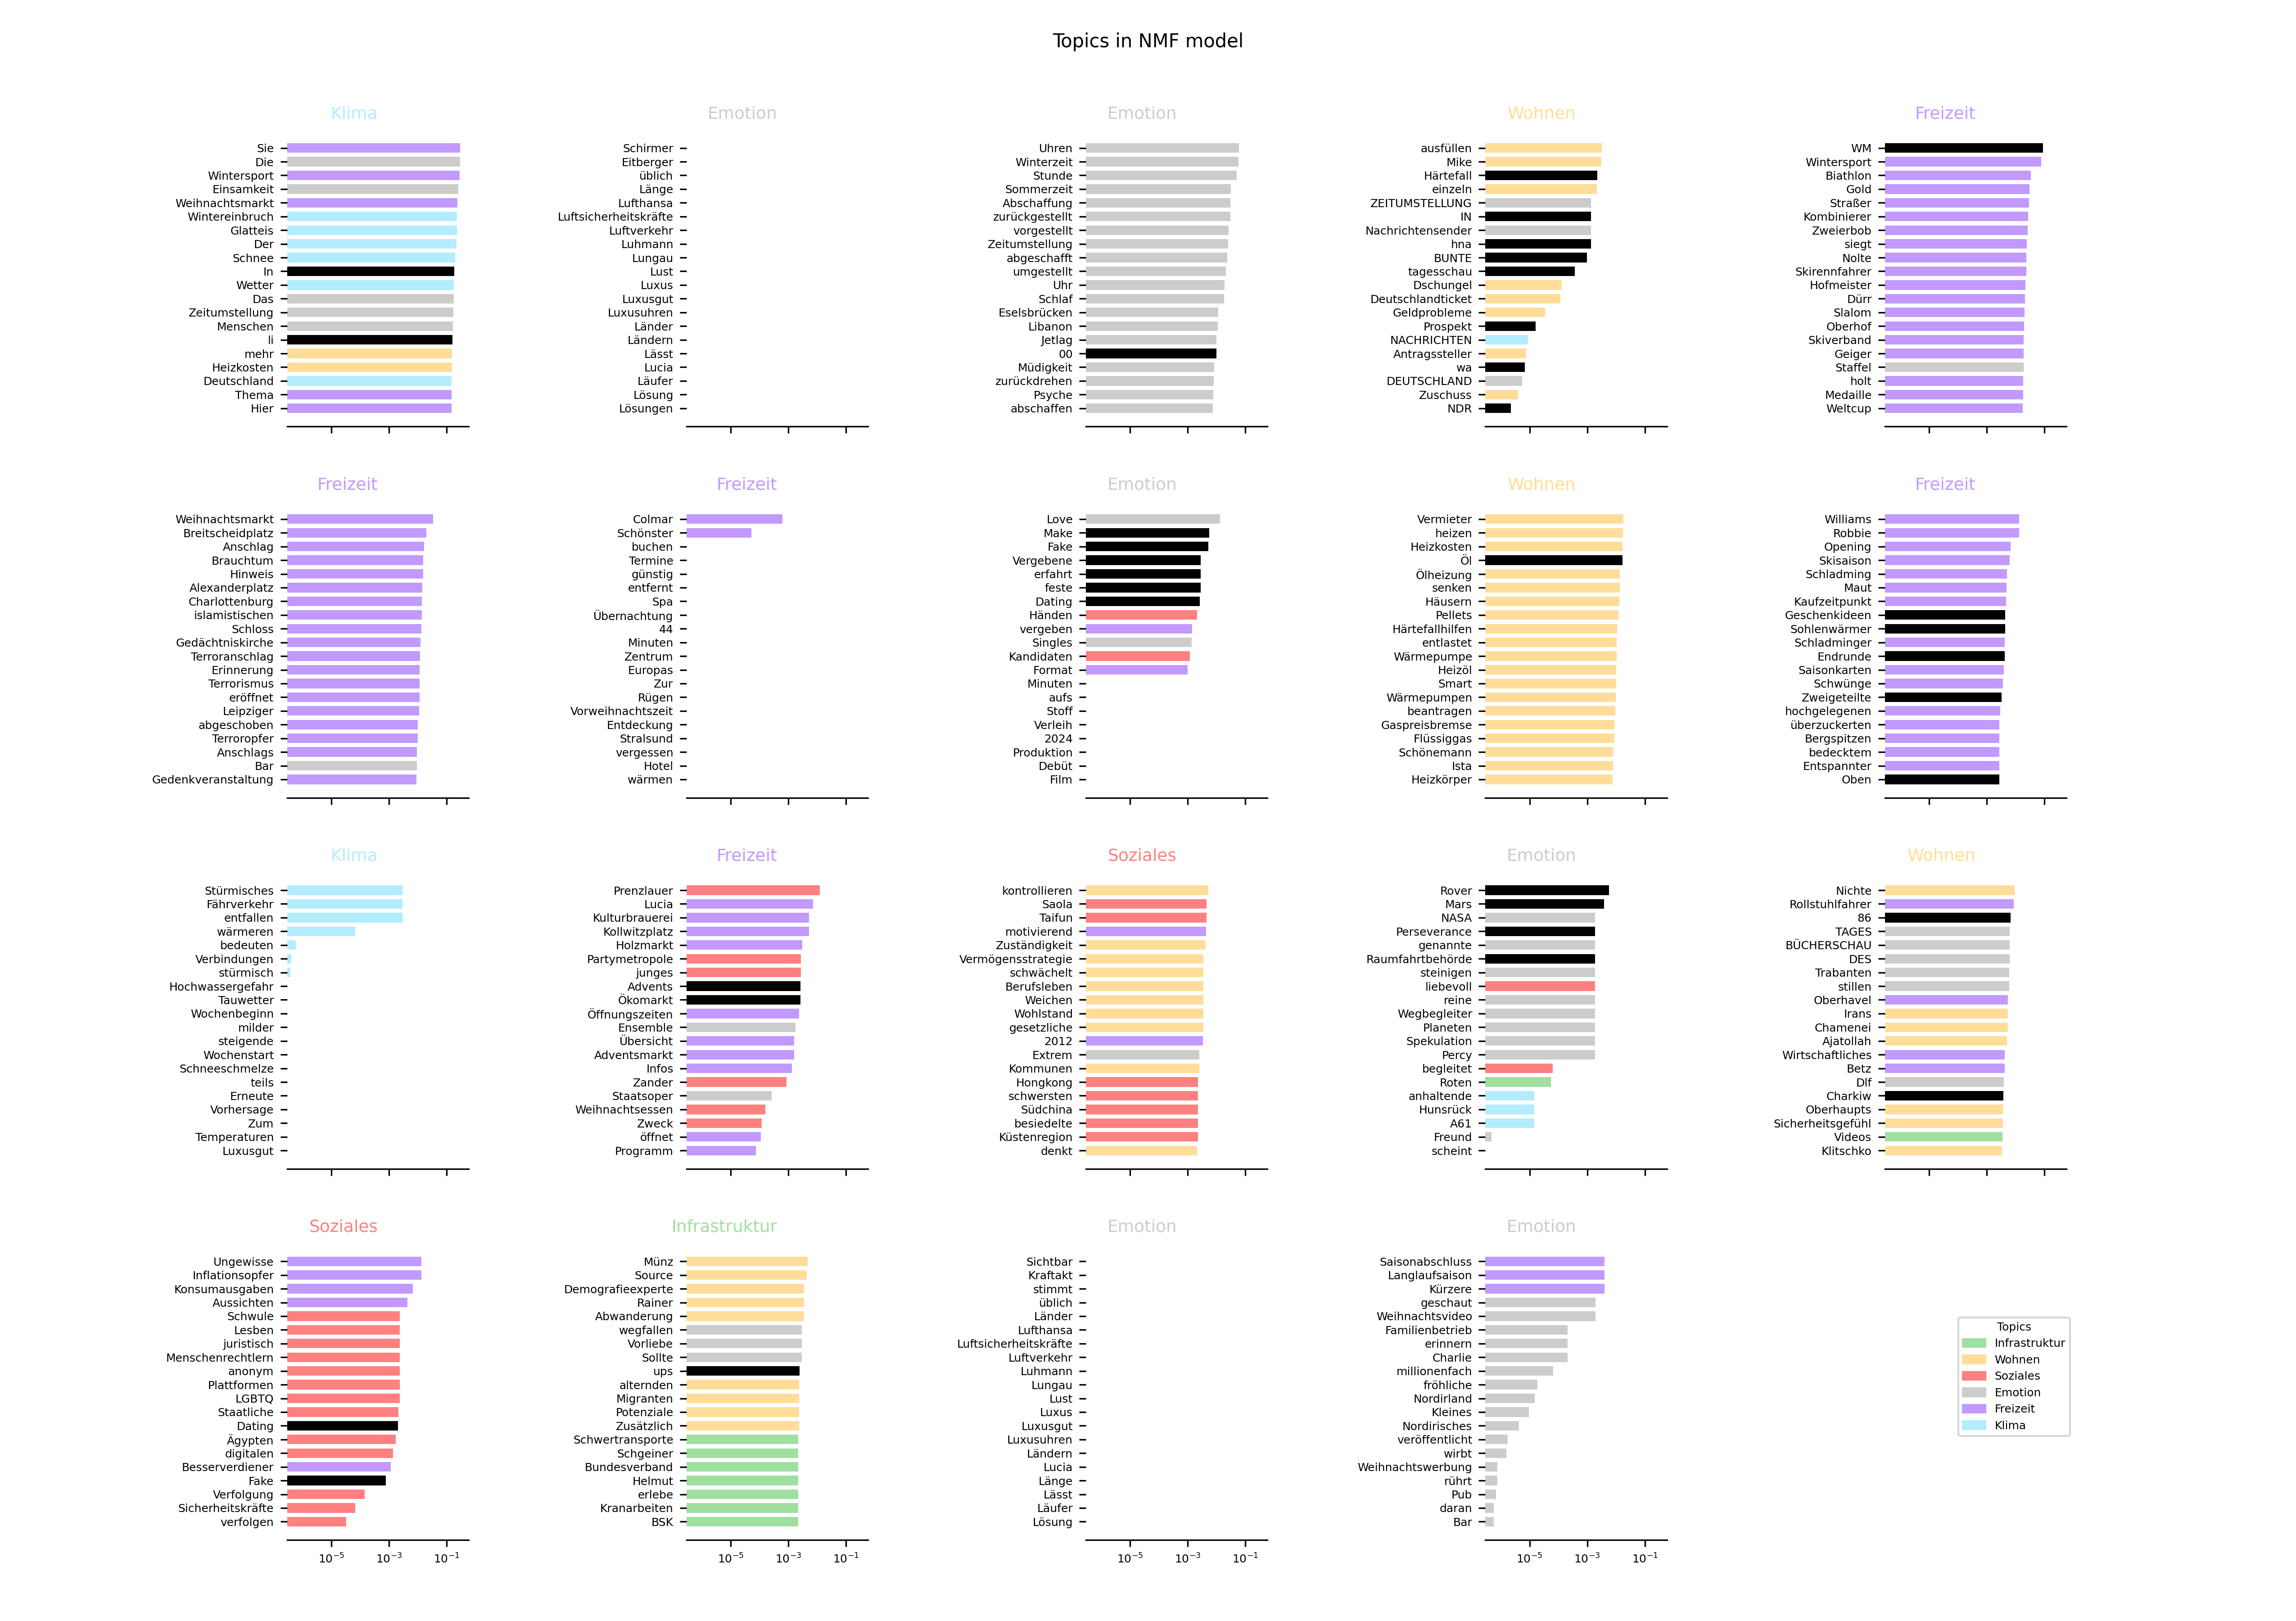 Topics in NMF model
Klima
Sie
Die
Wintersport
Einsamkeit
Weihnachtsmarkt
Wintereinbruch
Glatteis
Der
Schnee
In
Wetter
Das
Zeitumstellung
Menschen
li
mehr
Heizkosten
Deutschland
Thema
Hier
Emotion
Schirmer
Eitberger
üblich
Länge
Lufthansa
Luftsicherheitskräfte
Luftverkehr
Luhmann
Lungau
Lust
Luxus
Luxusgut
Luxusuhren
Länder
Ländern
Lässt
Lucia
Läufer
Lösung
Lösungen
Emotion
Uhren
Winterzeit
Stunde
Sommerzeit
Abschaffung
zurückgestellt
vorgestellt
Zeitumstellung
abgeschafft
umgestellt
Uhr
Schlaf
Eselsbrücken
Libanon
Jetlag
00
Müdigkeit
zurückdrehen
Psyche
abschaffen
Wohnen
ausfüllen
Mike
Härtefall
einzeln
ZEITUMSTELLUNG
IN
Nachrichtensender
hna
BUNTE
tagesschau
Dschungel
Deutschlandticket
Geldprobleme
Prospekt
NACHRICHTEN
Antragssteller
wa
DEUTSCHLAND
Zuschuss
NDR
Freizeit
WM
Wintersport
Biathlon
Gold
Straßer
Kombinierer
Zweierbob
siegt
Nolte
Skirennfahrer
Hofmeister
Dürr
Slalom
Oberhof
Skiverband
Geiger
Staffel
holt
Medaille
Weltcup
Freizeit
Weihnachtsmarkt
Breitscheidplatz
Anschlag
Brauchtum
Hinweis
Alexanderplatz
Charlottenburg
islamistischen
Schloss
Gedächtniskirche
Terroranschlag
Erinnerung
Terrorismus
eröffnet
Leipziger
abgeschoben
Terroropfer
Anschlags
Bar
Gedenkveranstaltung
Freizeit
Colmar
Schönster
buchen
Termine
günstig
entfernt
Spa
Übernachtung
44
Minuten
Zentrum
Europas
Zur
Rügen
Vorweihnachtszeit
Entdeckung
Stralsund
vergessen
Hotel
wärmen
Emotion
Love
Make
Fake
Vergebene
erfahrt
feste
Dating
Händen
vergeben
Singles
Kandidaten
Format
Minuten
aufs
Stoff
Verleih
2024
Produktion
Debüt
Film
Wohnen
Vermieter
heizen
Heizkosten
Öl
Ölheizung
senken
Häusern
Pellets
Härtefallhilfen
entlastet
Wärmepumpe
Heizöl
Smart
Wärmepumpen
beantragen
Gaspreisbremse
Flüssiggas
Schönemann
Ista
Heizkörper
Freizeit
Williams
Robbie
Opening
Skisaison
Schladming
Maut
Kaufzeitpunkt
Geschenkideen
Sohlenwärmer
Schladminger
Endrunde
Saisonkarten
Schwünge
Zweigeteilte
hochgelegenen
überzuckerten
Bergspitzen
bedecktem
Entspannter
Oben
Klima
Stürmisches
Fährverkehr
entfallen
wärmeren
bedeuten
Verbindungen
stürmisch
Hochwassergefahr
Tauwetter
Wochenbeginn
milder
steigende
Wochenstart
Schneeschmelze
teils
Erneute
Vorhersage
Zum
Temperaturen
Luxusgut
Freizeit
Prenzlauer
Lucia
Kulturbrauerei
Kollwitzplatz
Holzmarkt
Partymetropole
junges
Advents
Ökomarkt
Öffnungszeiten
Ensemble
Übersicht
Adventsmarkt
Infos
Zander
Staatsoper
Weihnachtsessen
Zweck
öffnet
Programm
Soziales
kontrollieren
Saola
Taifun
motivierend
Zuständigkeit
Vermögensstrategie
schwächelt
Berufsleben
Weichen
Wohlstand
gesetzliche
2012
Extrem
Kommunen
Hongkong
schwersten
Südchina
besiedelte
Küstenregion
denkt
Emotion
Rover
Mars
NASA
Perseverance
genannte
Raumfahrtbehörde
steinigen
liebevoll
reine
Wegbegleiter
Planeten
Spekulation
Percy
begleitet
Roten
anhaltende
Hunsrück
A61
Freund
scheint
Wohnen
Nichte
Rollstuhlfahrer
86
TAGES
BÜCHERSCHAU
DES
Trabanten
stillen
Oberhavel
Irans
Chamenei
Ajatollah
Wirtschaftliches
Betz
Dlf
Charkiw
Oberhaupts
Sicherheitsgefühl
Videos
Klitschko
Soziales
Ungewisse
Inflationsopfer
Konsumausgaben
Aussichten
Schwule
Lesben
juristisch
Menschenrechtlern
anonym
Plattformen
LGBTQ
Staatliche
Dating
Ägypten
digitalen
Besserverdiener
Fake
Verfolgung
Sicherheitskräfte
verfolgen
10⁻⁵ 10⁻³ 10⁻¹
Infrastruktur
Münz
Source
Demografieexperte
Rainer
Abwanderung
wegfallen
Vorliebe
Sollte
ups
alternden
Migranten
Potenziale
Zusätzlich
Schwertransporte
Schgeiner
Bundesverband
Helmut
erlebe
Kranarbeiten
BSK
10⁻⁵ 10⁻³ 10⁻¹
Emotion
Sichtbar
Kraftakt
stimmt
üblich
Länder
Lufthansa
Luftsicherheitskräfte
Luftverkehr
Luhmann
Lungau
Lust
Luxus
Luxusgut
Luxusuhren
Ländern
Lucia
Länge
Lässt
Läufer
Lösung
10⁻⁵ 10⁻³ 10⁻¹
Emotion
Saisonabschluss
Langlaufsaison
Kürzere
geschaut
Weihnachtsvideo
Familienbetrieb
erinnern
Charlie
millionenfach
fröhliche
Nordirland
Kleines
Nordirisches
veröffentlicht
wirbt
Weihnachtswerbung
rührt
Pub
daran
Bar
10⁻⁵ 10⁻³ 10⁻¹
Topics
Infrastruktur
Wohnen
Soziales
Emotion
Freizeit
Klima